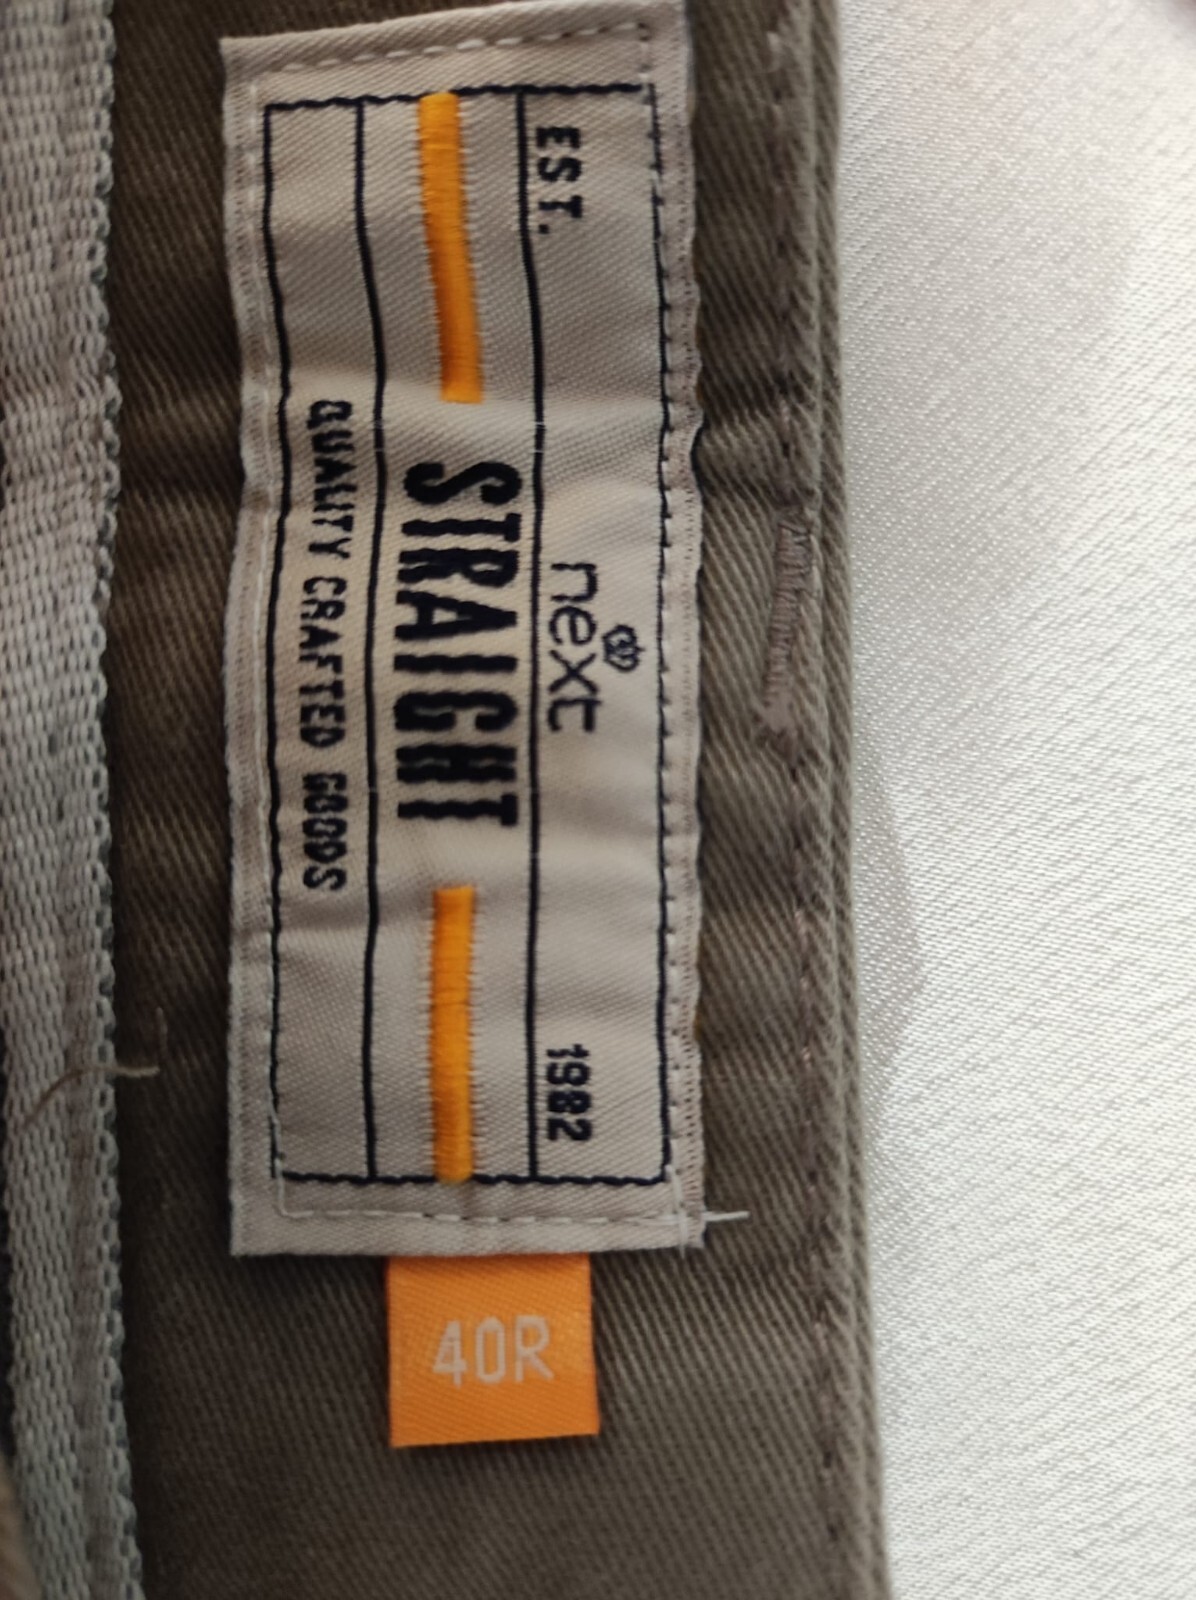 EST. next 1982
STRAIGHT
QUALITY CRAFTED GOODS
40R